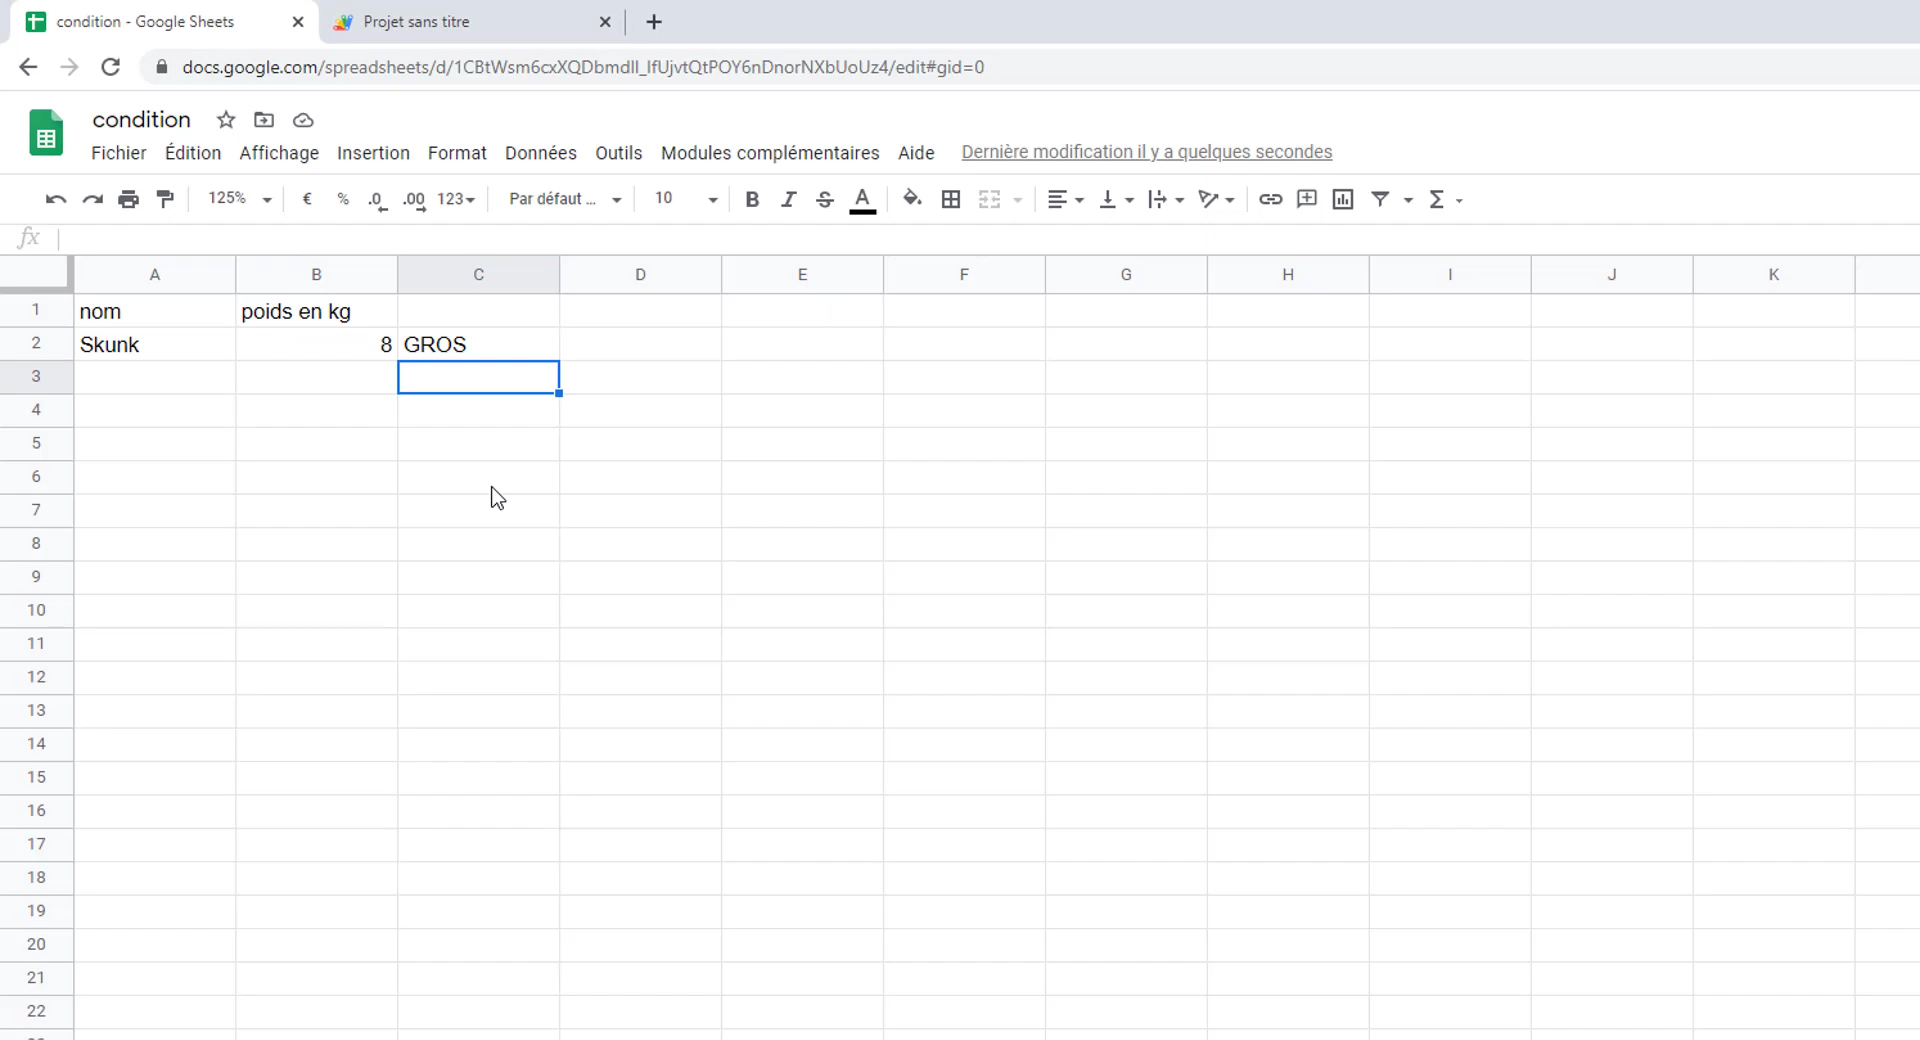 condition - Google Sheets
Projet sans titre
docs.google.com/spreadsheets/d/1CBtWsm6cxXQDbmdlI_lfUjvtQtPOY6nDnorNXbUoUz4/edit#gid=0
condition
Fichier Édition Affichage Insertion Format Données Outils Modules complémentaires Aide Dernière modification il y a quelques secondes
125% € % .0 .00 123 Par défaut ... 10 B I S A Σ
fx
A B C D E F G H I J K
1 nom poids en kg
2 Skunk 8 GROS
3
4
5
6
7
8
9
10
11
12
13
14
15
16
17
18
19
20
21
22